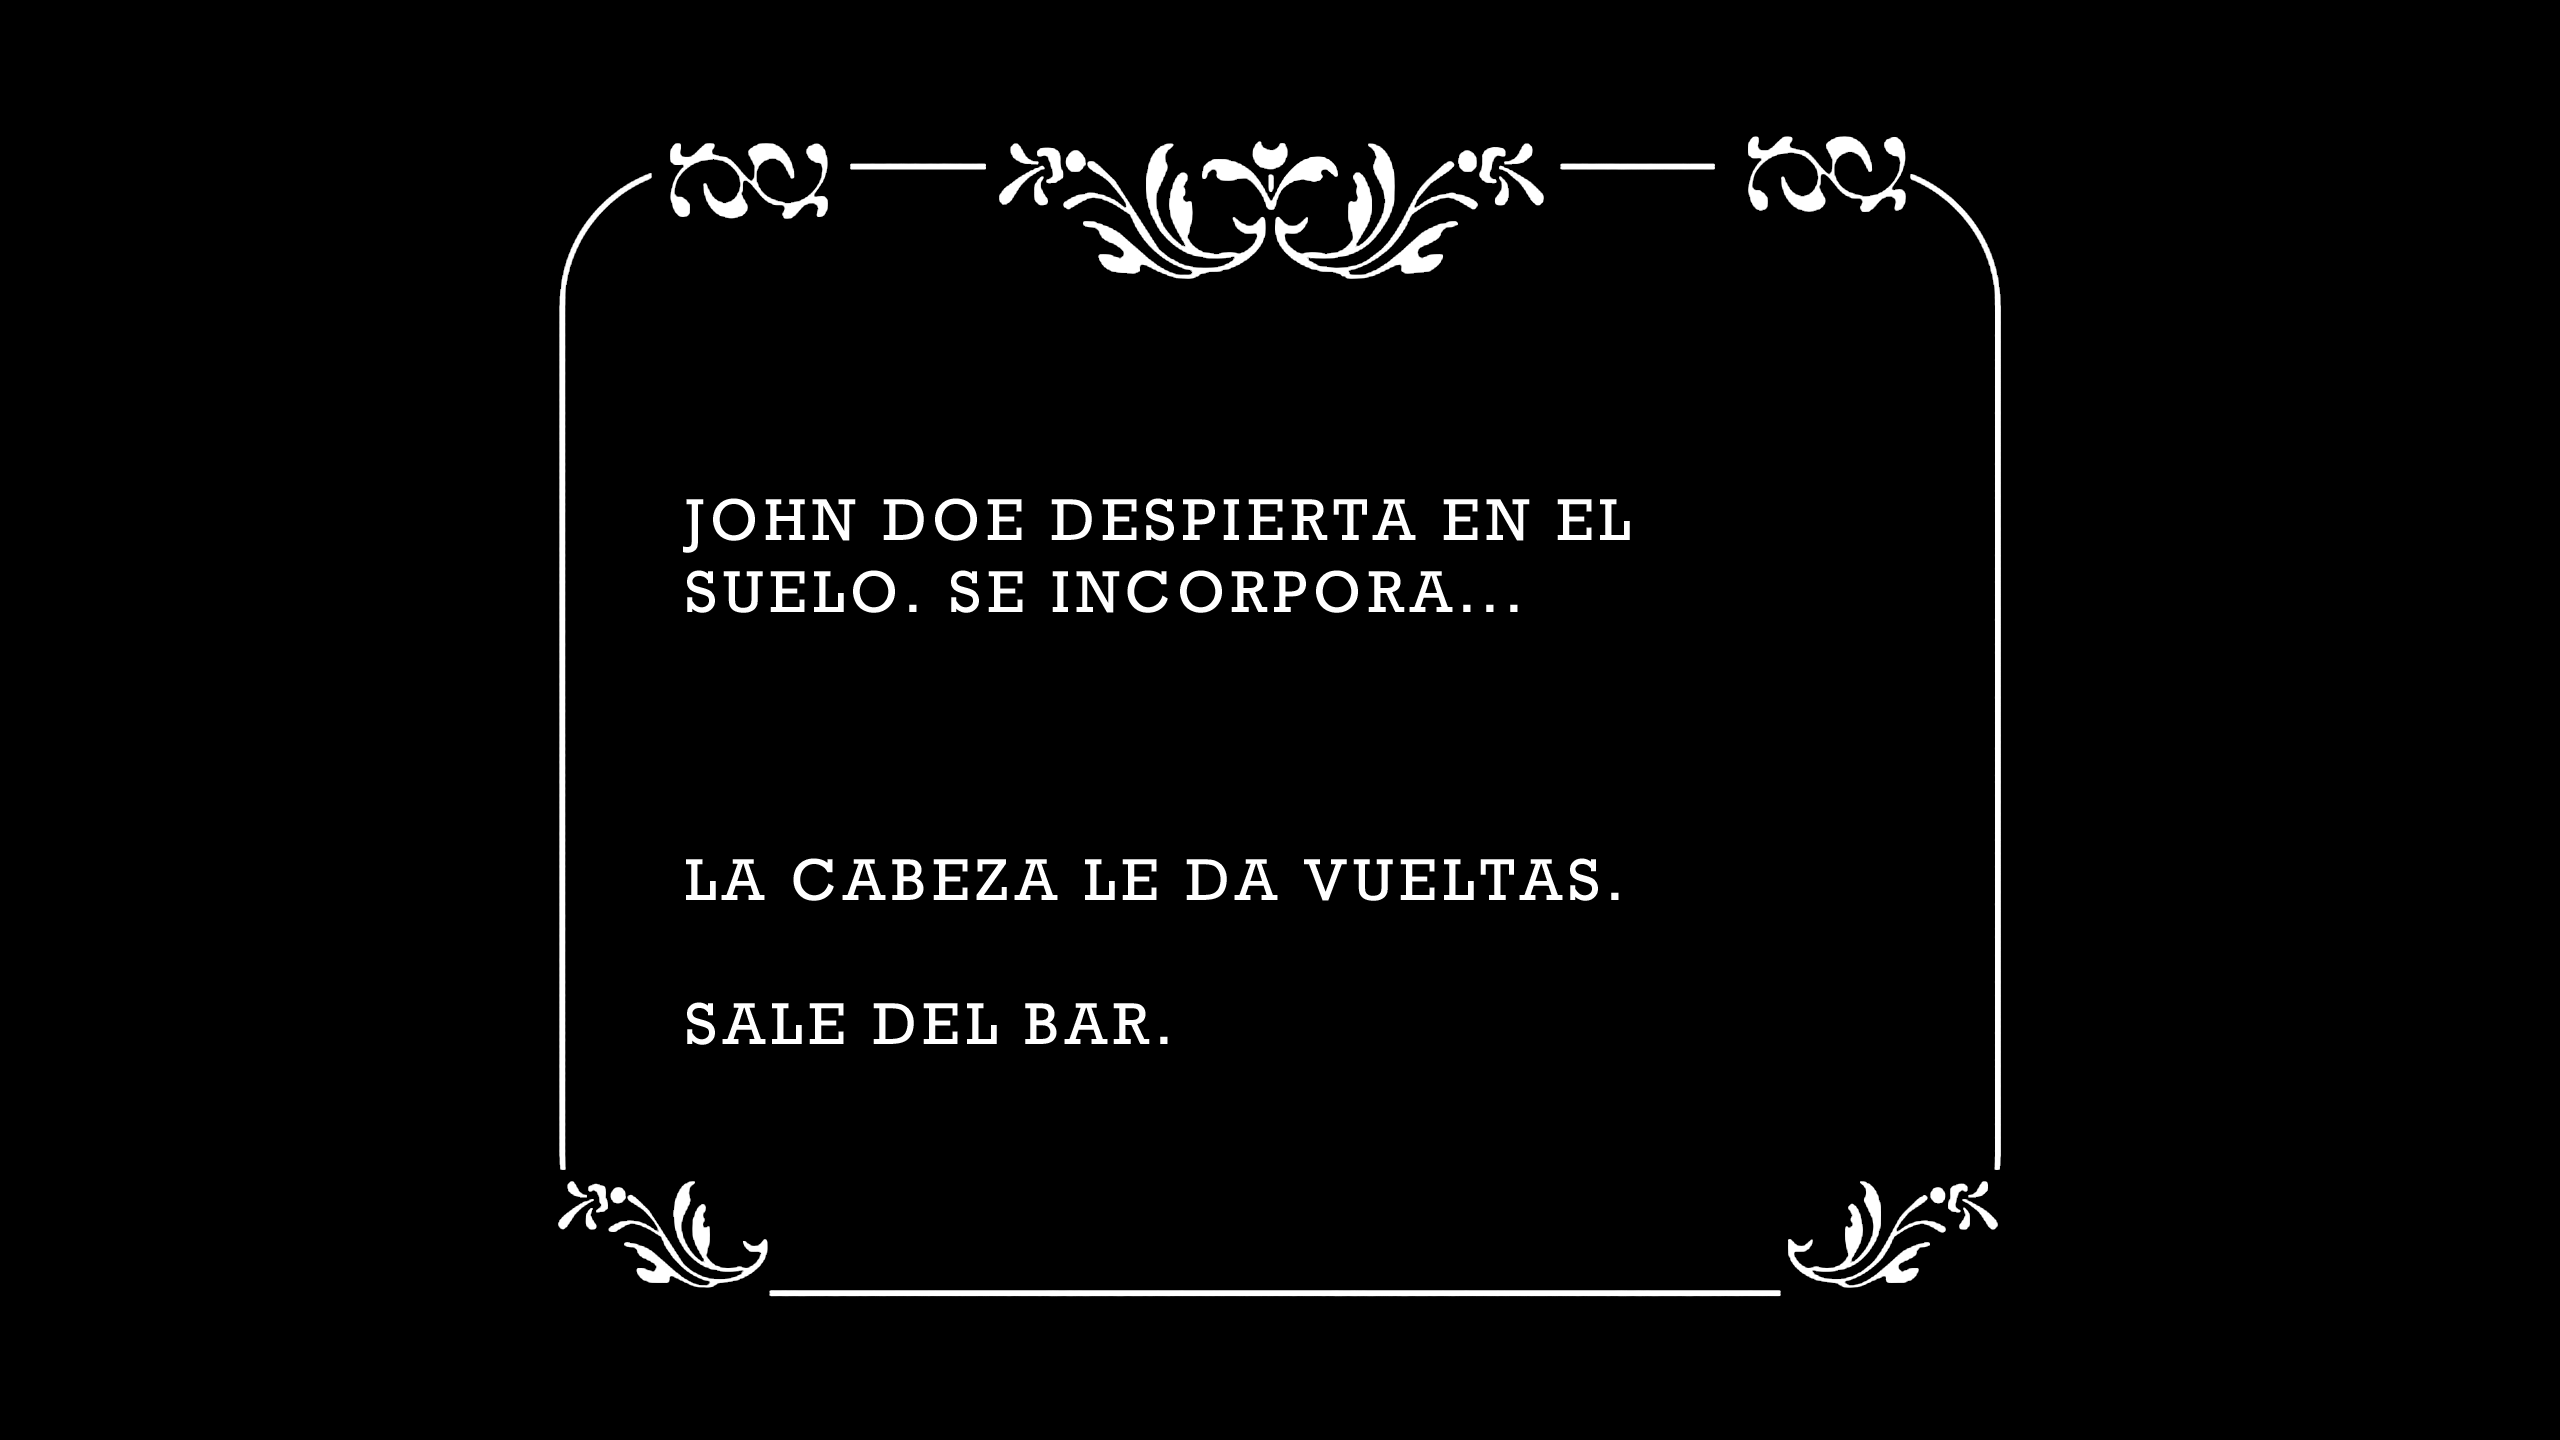 JOHN DOE DESPIERTA EN EL
SUELO. SE INCORPORA...
LA CABEZA LE DA VUELTAS.
SALE DEL BAR.